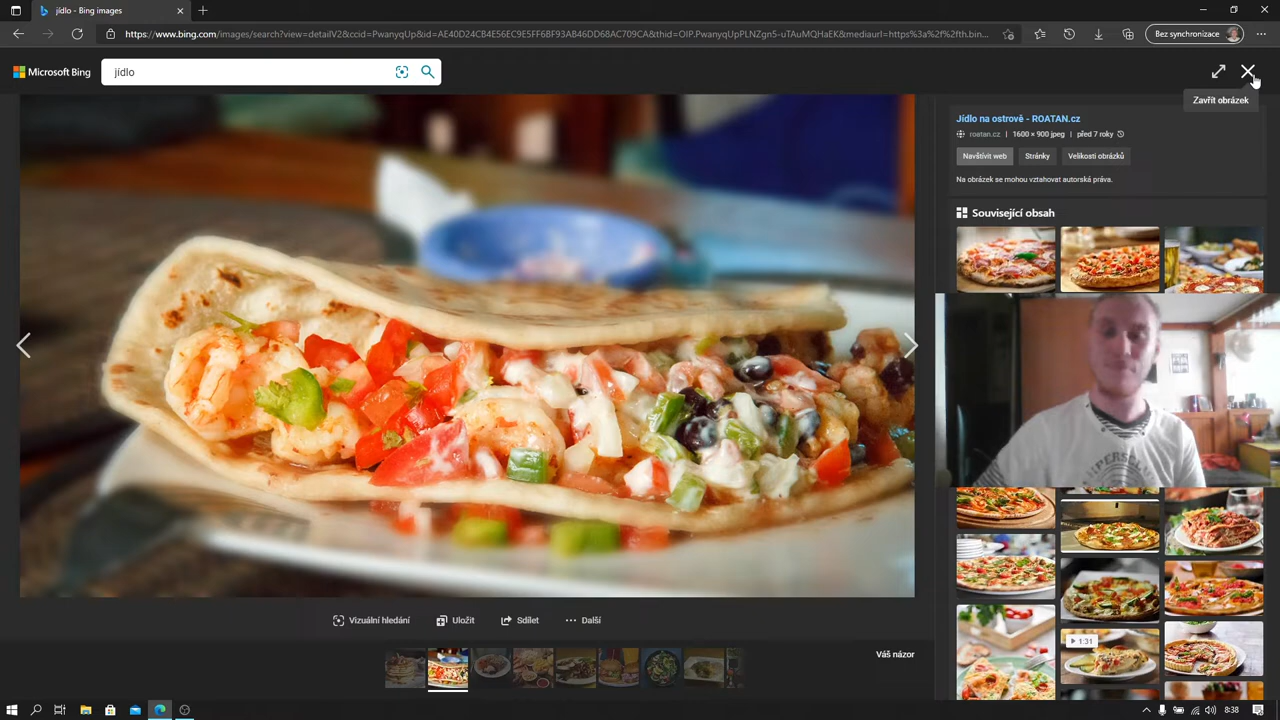 jídlo - Bing images
https://www.bing.com/images/search?view=detailV2&ccid=PwanyqUp&id=AE40D24CB4E56EC9E5FF6BF93AB46DD68AC709CA&thid=OIP.PwanyqUpPLNZgn5-uTAuMQHaEK&mediaurl=https%3a%2f%2fth.bin...
Bez synchronizace
Microsoft Bing
jídlo
Zavřít obrázek
Jídlo na ostrově - ROATAN.cz
roatan.cz | 1600 × 900 jpeg | před 7 roky
Navštívit web
Stránky
Velikosti obrázků
Na obrázek se mohou vztahovat autorská práva.
Související obsah
1:31
Vizuální hledání
Uložit
Sdílet
Další
Váš názor
8:38